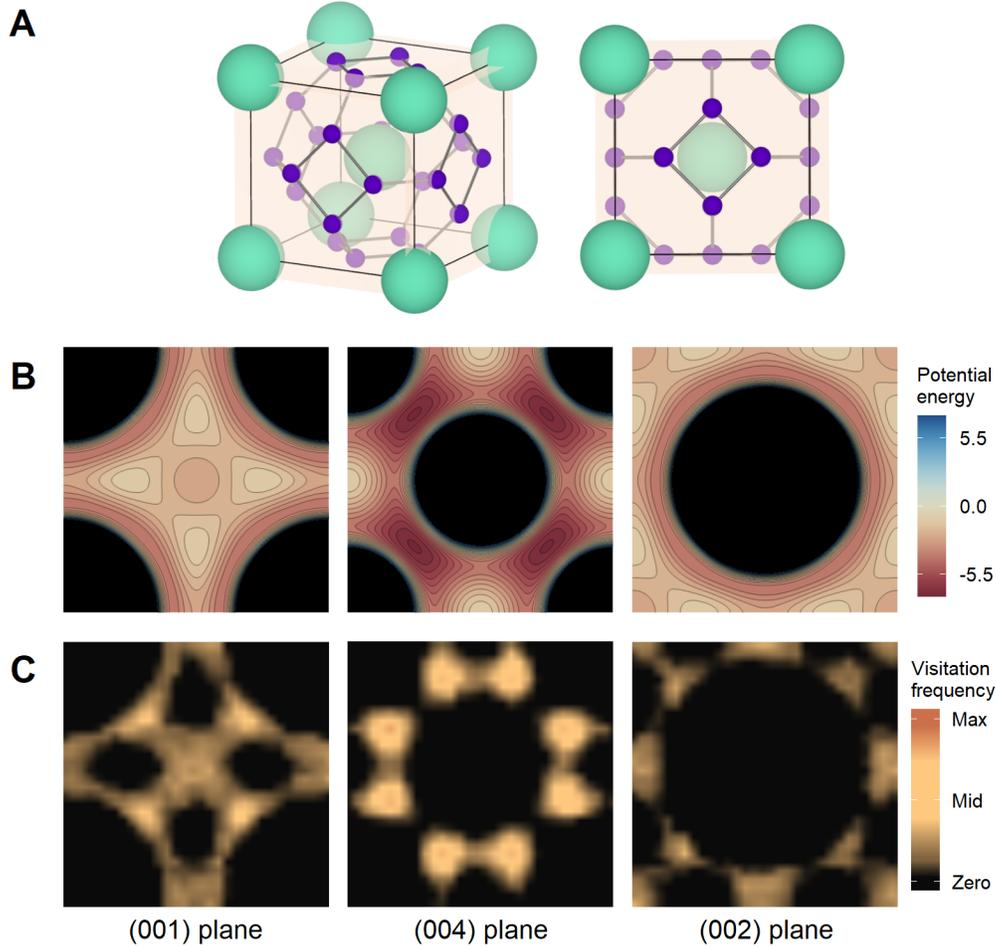 A
B
Potential
energy
5.5
0.0
-5.5
C
Visitation
frequency
Max
Mid
Zero
(001) plane
(004) plane
(002) plane